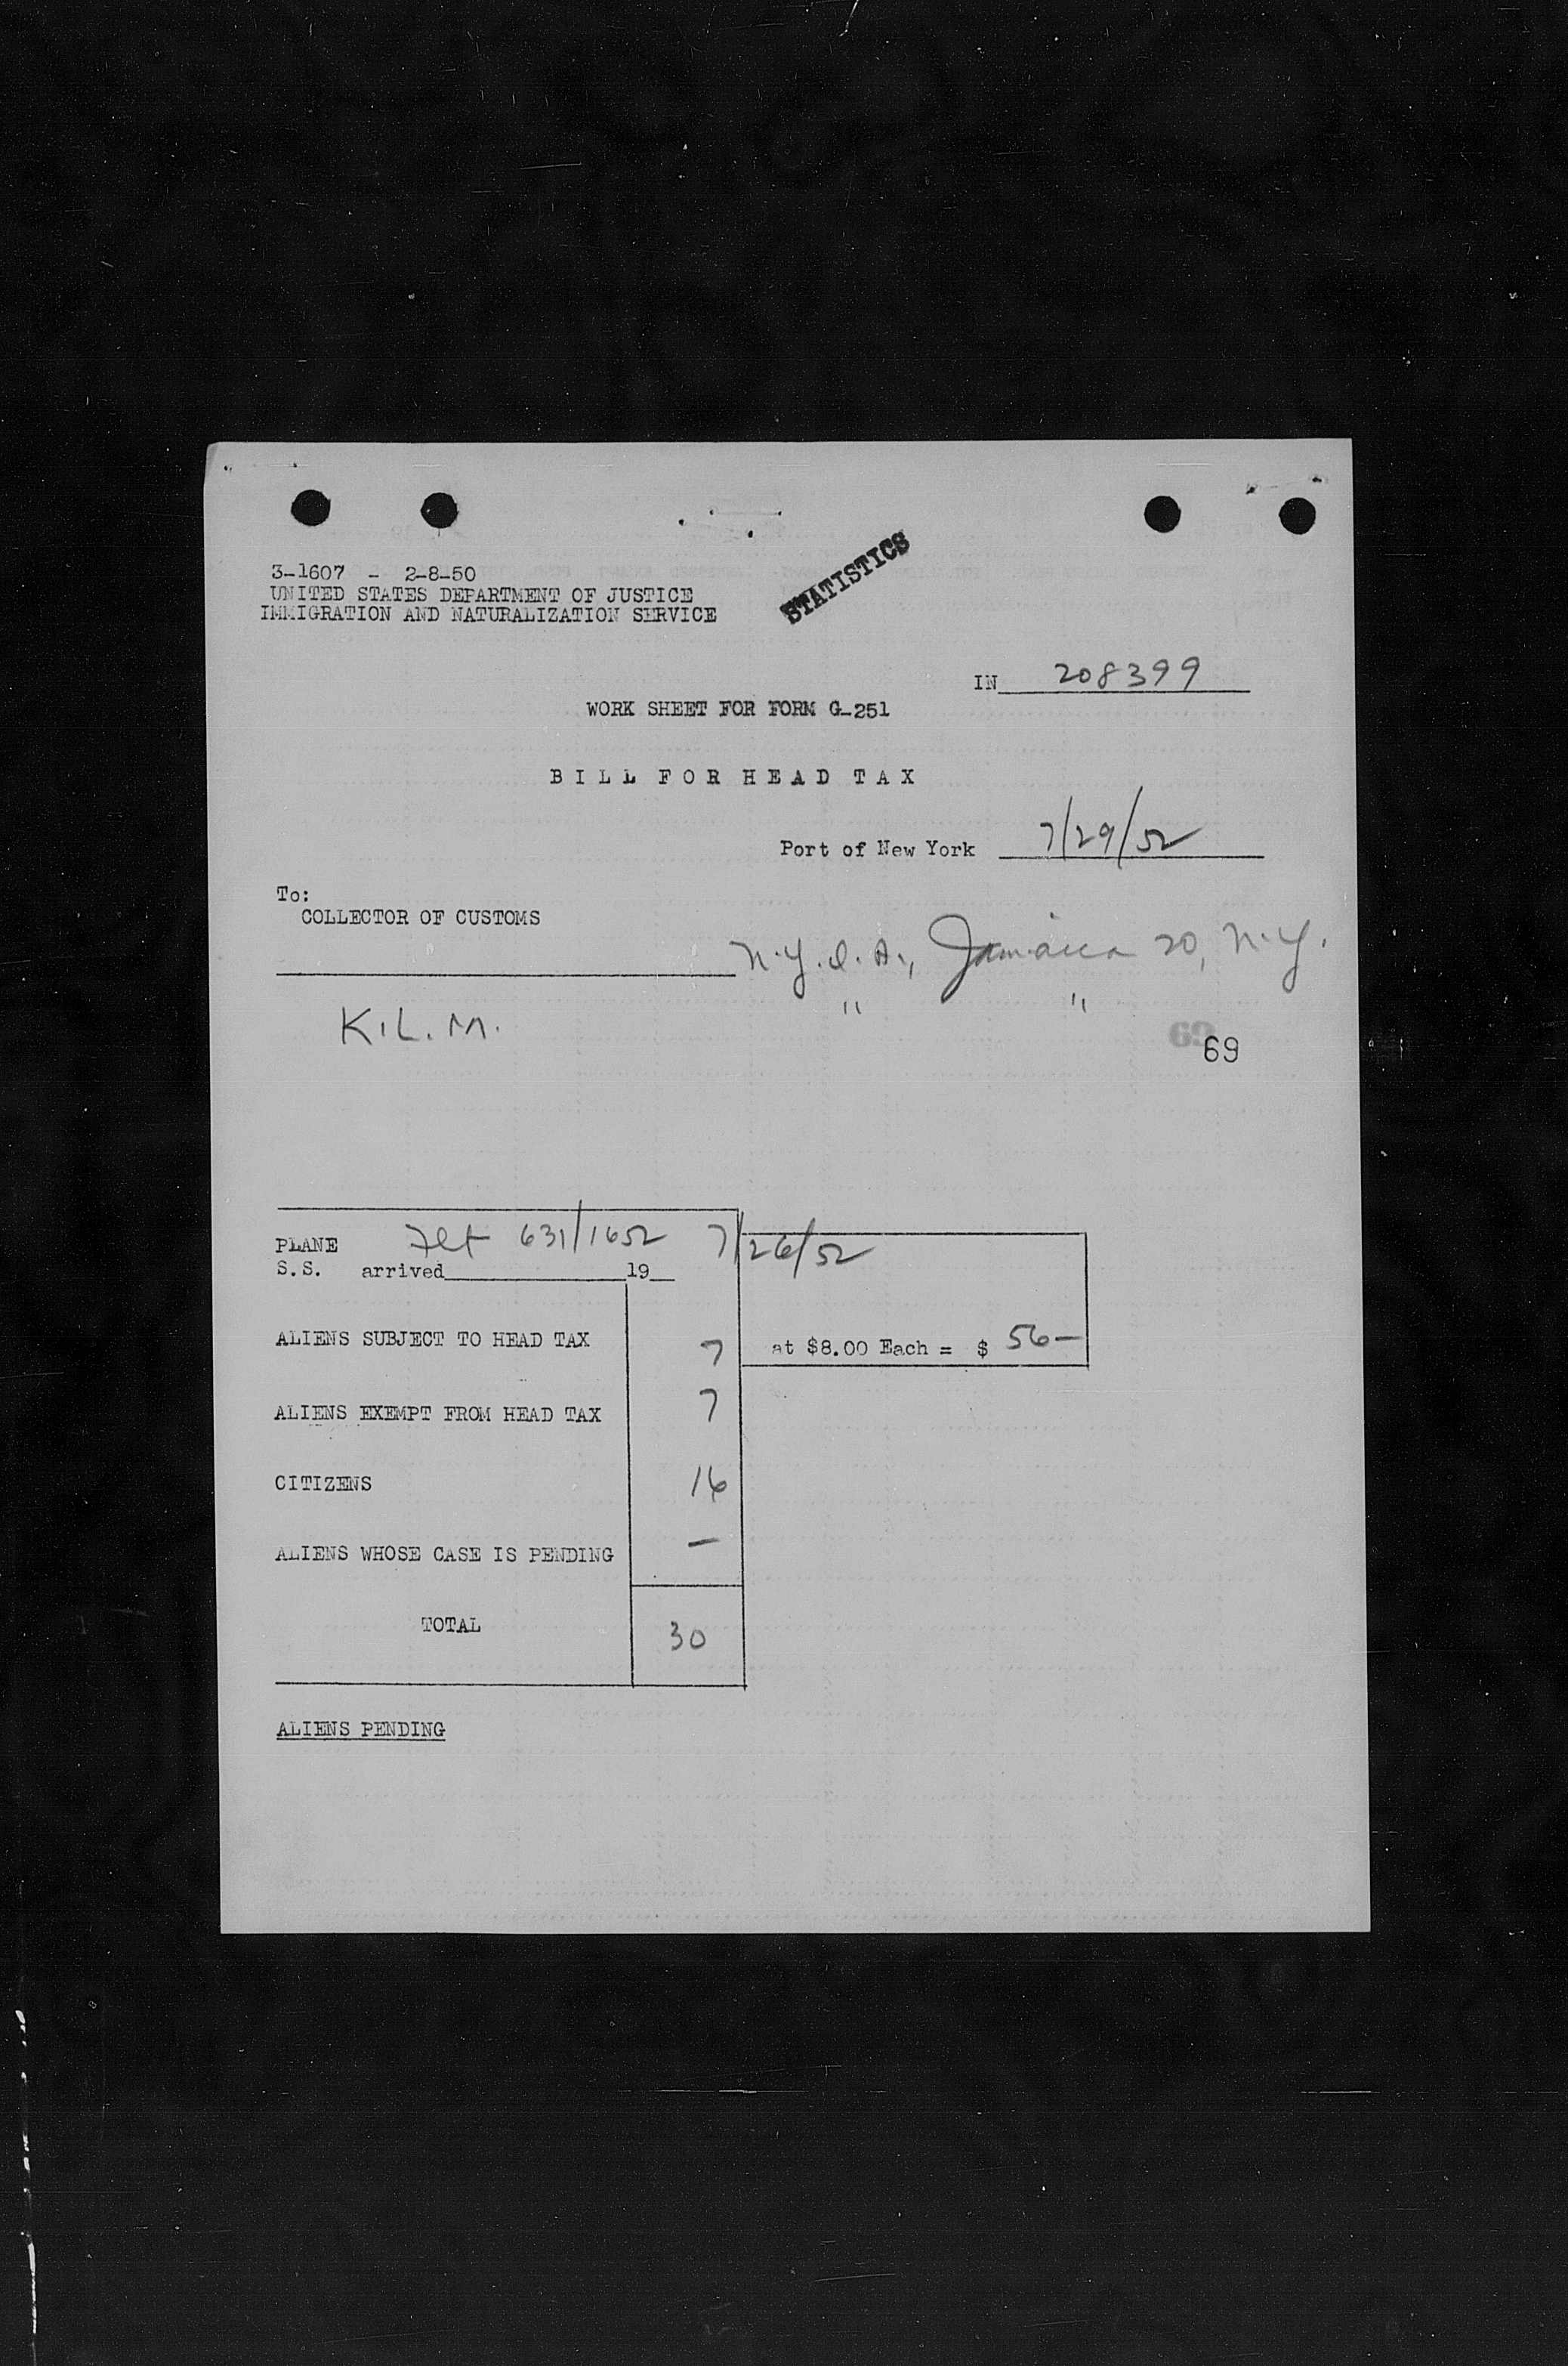 STATISTICS
3-1607 - 2-8-50
UNITED STATES DEPARTMENT OF JUSTICE
IMMIGRATION AND NATURALIZATION SERVICE
IN 208399
WORK SHEET FOR FORM G-251
BILL FOR HEAD TAX
Port of New York 7/29/52
To:
COLLECTOR OF CUSTOMS
N.Y.I.A., Jamaica 20, N.Y.
" "
K.L.M.
69
69
PLANE Flt 631/1652 7/26/52
S.S. arrived 19
ALIENS SUBJECT TO HEAD TAX 7 at $8.00 Each = $ 56—
ALIENS EXEMPT FROM HEAD TAX 7
CITIZENS 16
ALIENS WHOSE CASE IS PENDING —
TOTAL 30
ALIENS PENDING